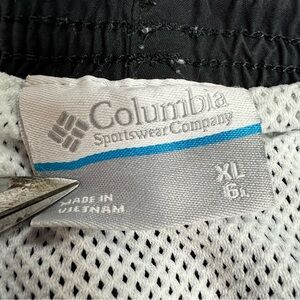 Columbia
Sportswear Company
XL
MADE IN
VIETNAM